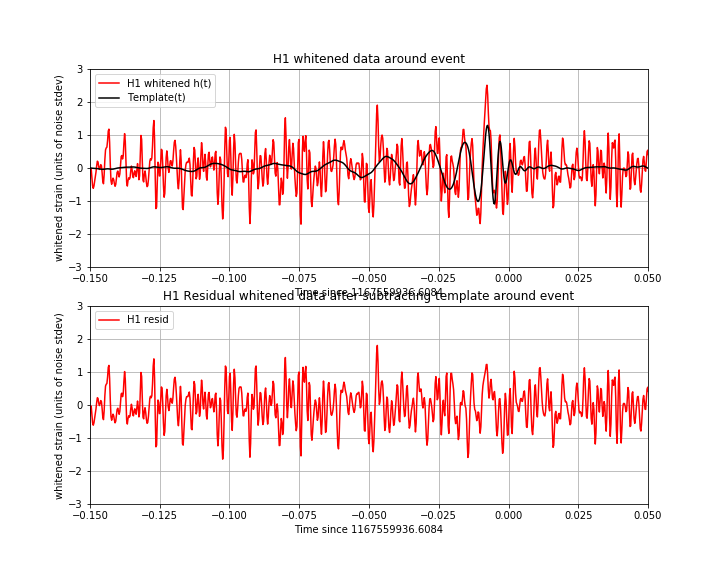 H1 whitened data around event
whitened strain (units of noise stdev)
3
2
1
0
−1
−2
−3
H1 whitened h(t)
Template(t)
−0.150 −0.125 −0.100 −0.075 −0.050 −0.025 0.000 0.025 0.050
Time since 1167559936.6084
H1 Residual whitened data after subtracting template around event
whitened strain (units of noise stdev)
3
2
1
0
−1
−2
−3
H1 resid
−0.150 −0.125 −0.100 −0.075 −0.050 −0.025 0.000 0.025 0.050
Time since 1167559936.6084